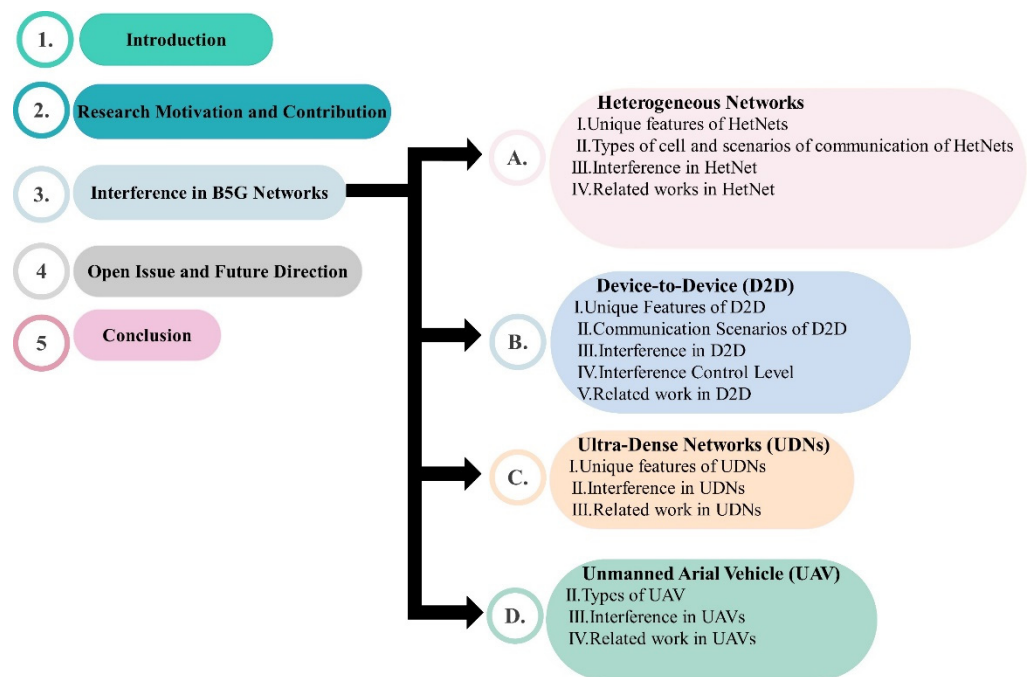 1.
Introduction
2.
Research Motivation and Contribution
3.
Interference in B5G Networks
4
Open Issue and Future Direction
5
Conclusion
A.
Heterogeneous Networks
I.Unique features of HetNets
II.Types of cell and scenarios of communication of HetNets
III.Interference in HetNet
IV.Related works in HetNet
B.
Device-to-Device (D2D)
I.Unique Features of D2D
II.Communication Scenarios of D2D
III.Interference in D2D
IV.Interference Control Level
V.Related work in D2D
C.
Ultra-Dense Networks (UDNs)
I.Unique features of UDNs
II.Interference in UDNs
III.Related work in UDNs
D.
Unmanned Arial Vehicle (UAV)
II.Types of UAV
III.Interference in UAVs
IV.Related work in UAVs